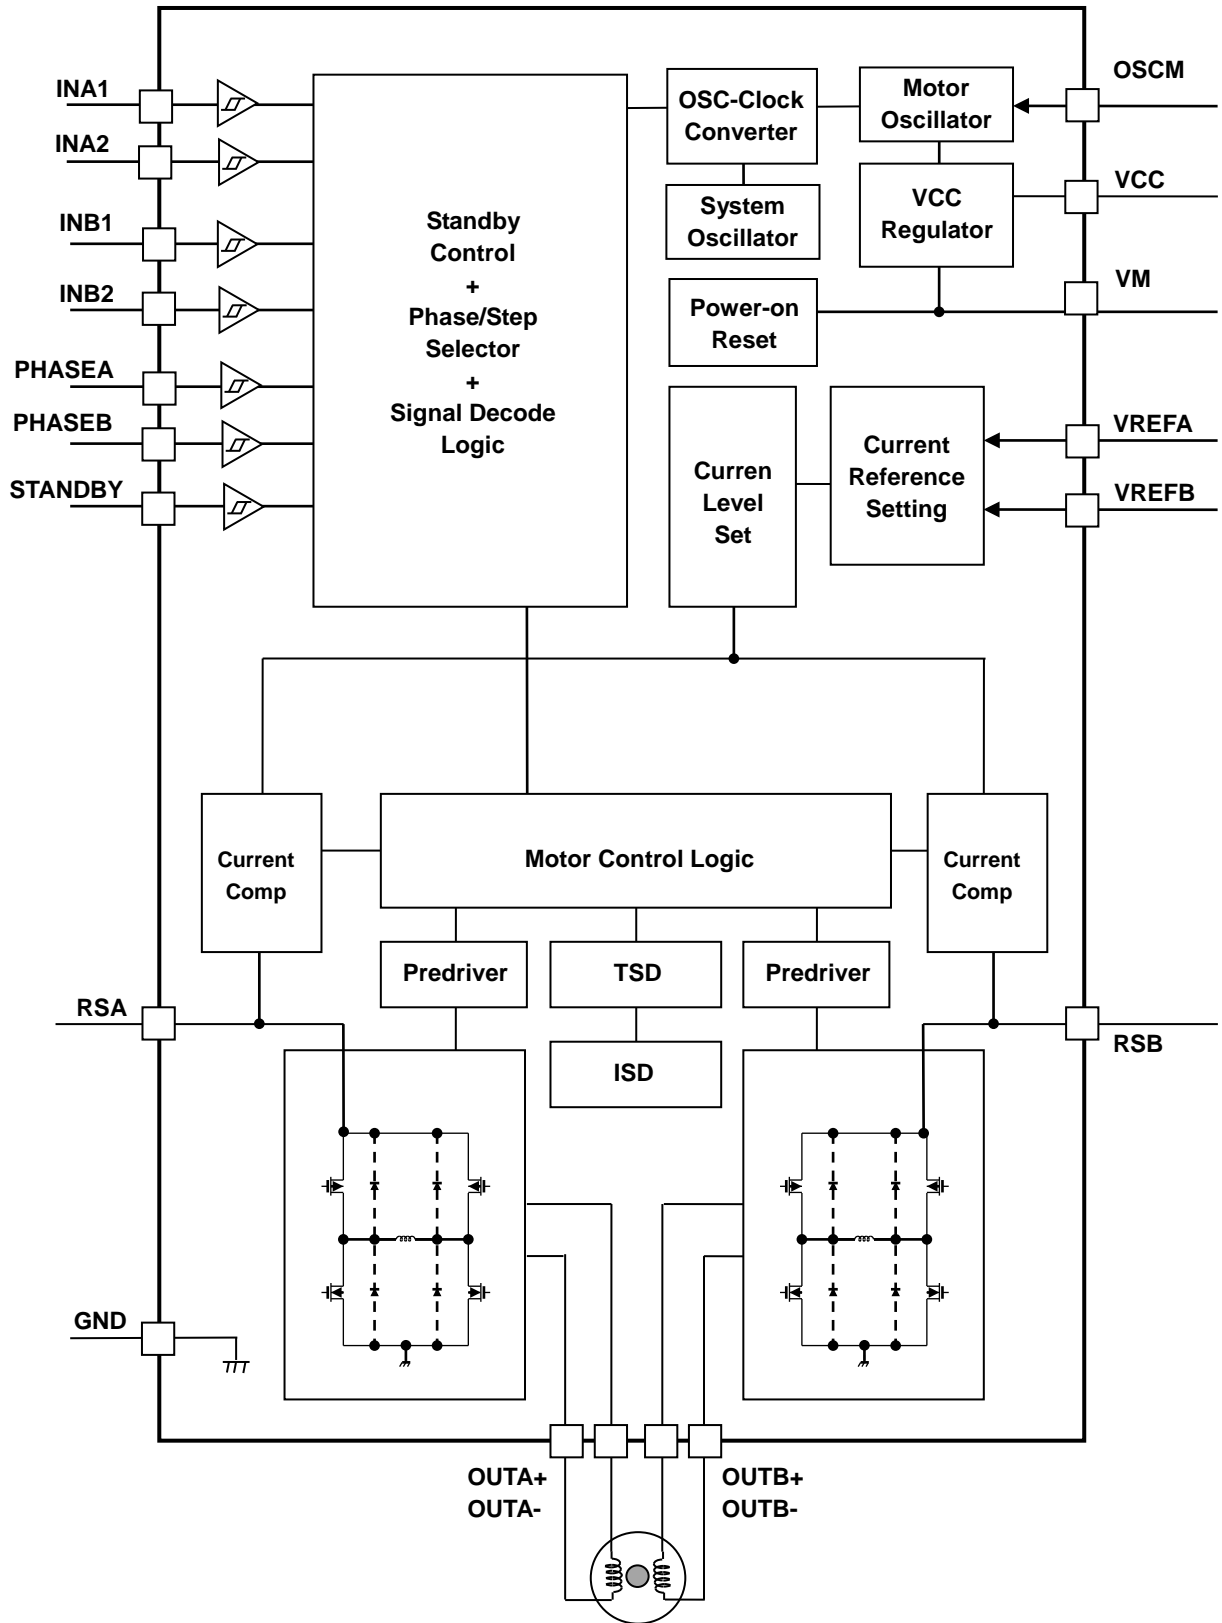 INA1
INA2
INB1
INB2
PHASEA
PHASEB
STANDBY
Standby
Control
+
Phase/Step
Selector
+
Signal Decode
Logic
OSC-Clock
Converter
System
Oscillator
Motor
Oscillator
VCC
Regulator
Power-on
Reset
Curren
Level
Set
Current
Reference
Setting
OSCM
VCC
VM
VREFA
VREFB
Current
Comp
Motor Control Logic
Current
Comp
Predriver
TSD
Predriver
ISD
RSA
RSB
GND
OUTA+
OUTA-
OUTB+
OUTB-